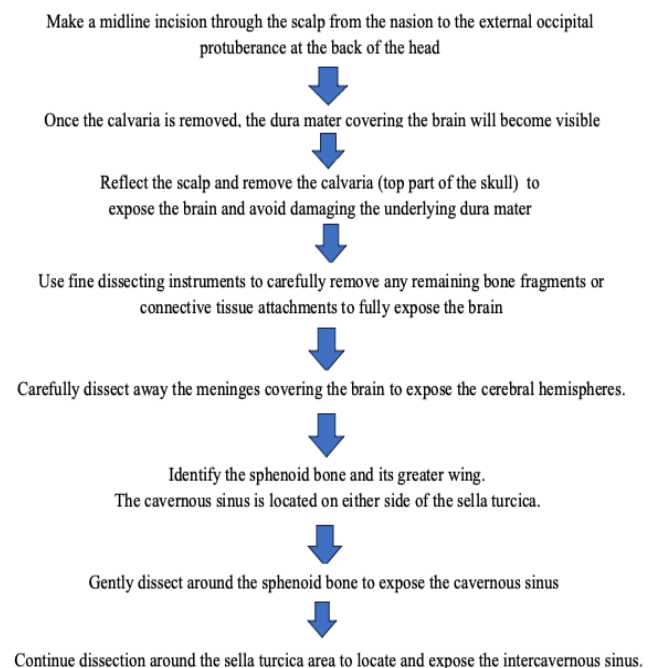 Make a midline incision through the scalp from the nasion to the external occipital
protuberance at the back of the head
Once the calvaria is removed, the dura mater covering the brain will become visible
Reflect the scalp and remove the calvaria (top part of the skull) to
expose the brain and avoid damaging the underlying dura mater
Use fine dissecting instruments to carefully remove any remaining bone fragments or
connective tissue attachments to fully expose the brain
Carefully dissect away the meninges covering the brain to expose the cerebral hemispheres.
Identify the sphenoid bone and its greater wing.
The cavernous sinus is located on either side of the sella turcica.
Gently dissect around the sphenoid bone to expose the cavernous sinus
Continue dissection around the sella turcica area to locate and expose the intercavernous sinus.